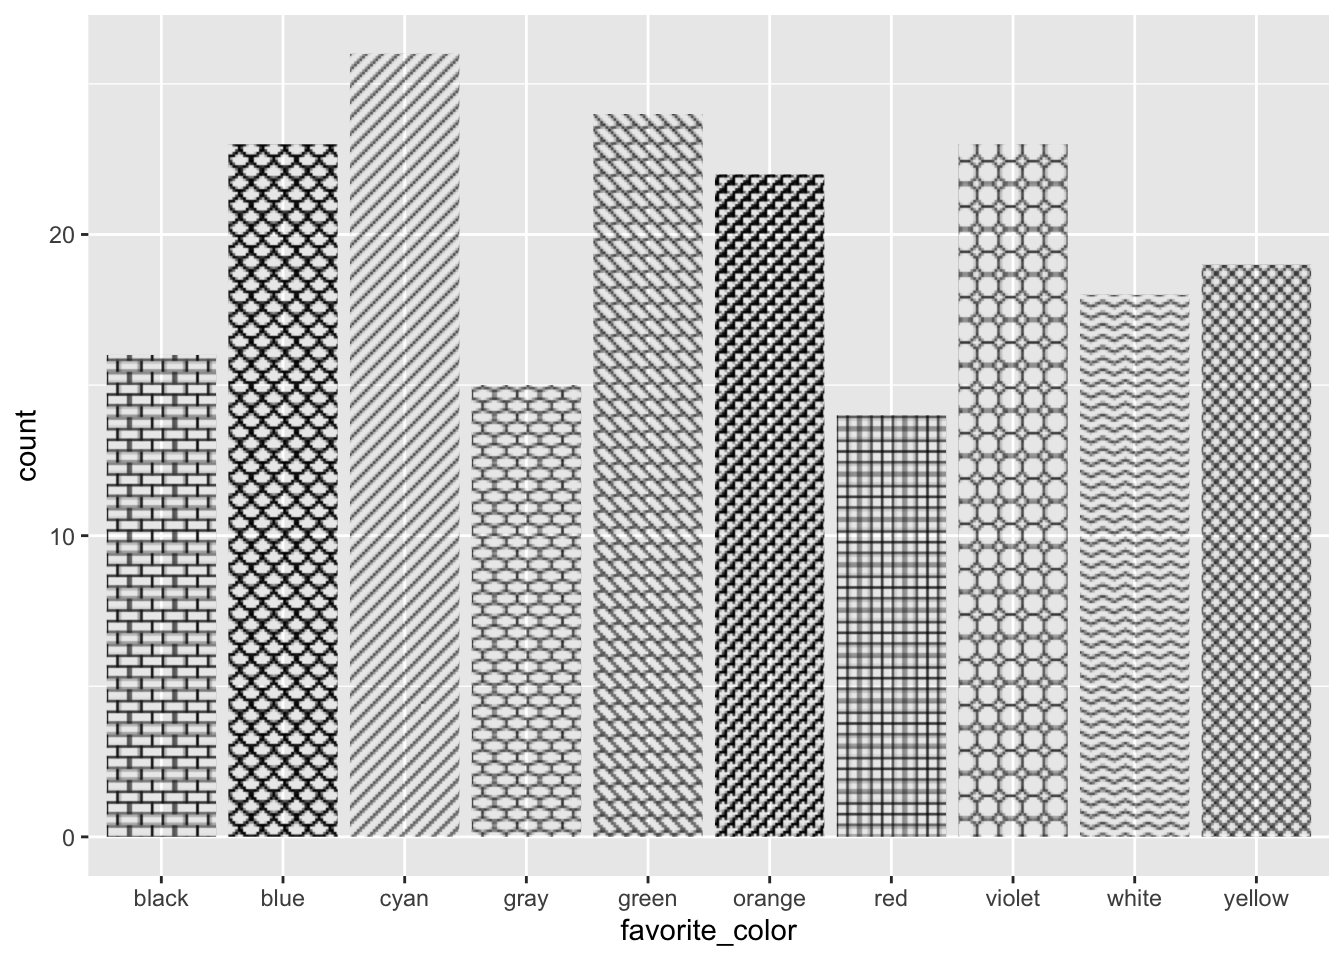 count
20
10
0
black blue cyan gray green orange red violet white yellow
favorite_color